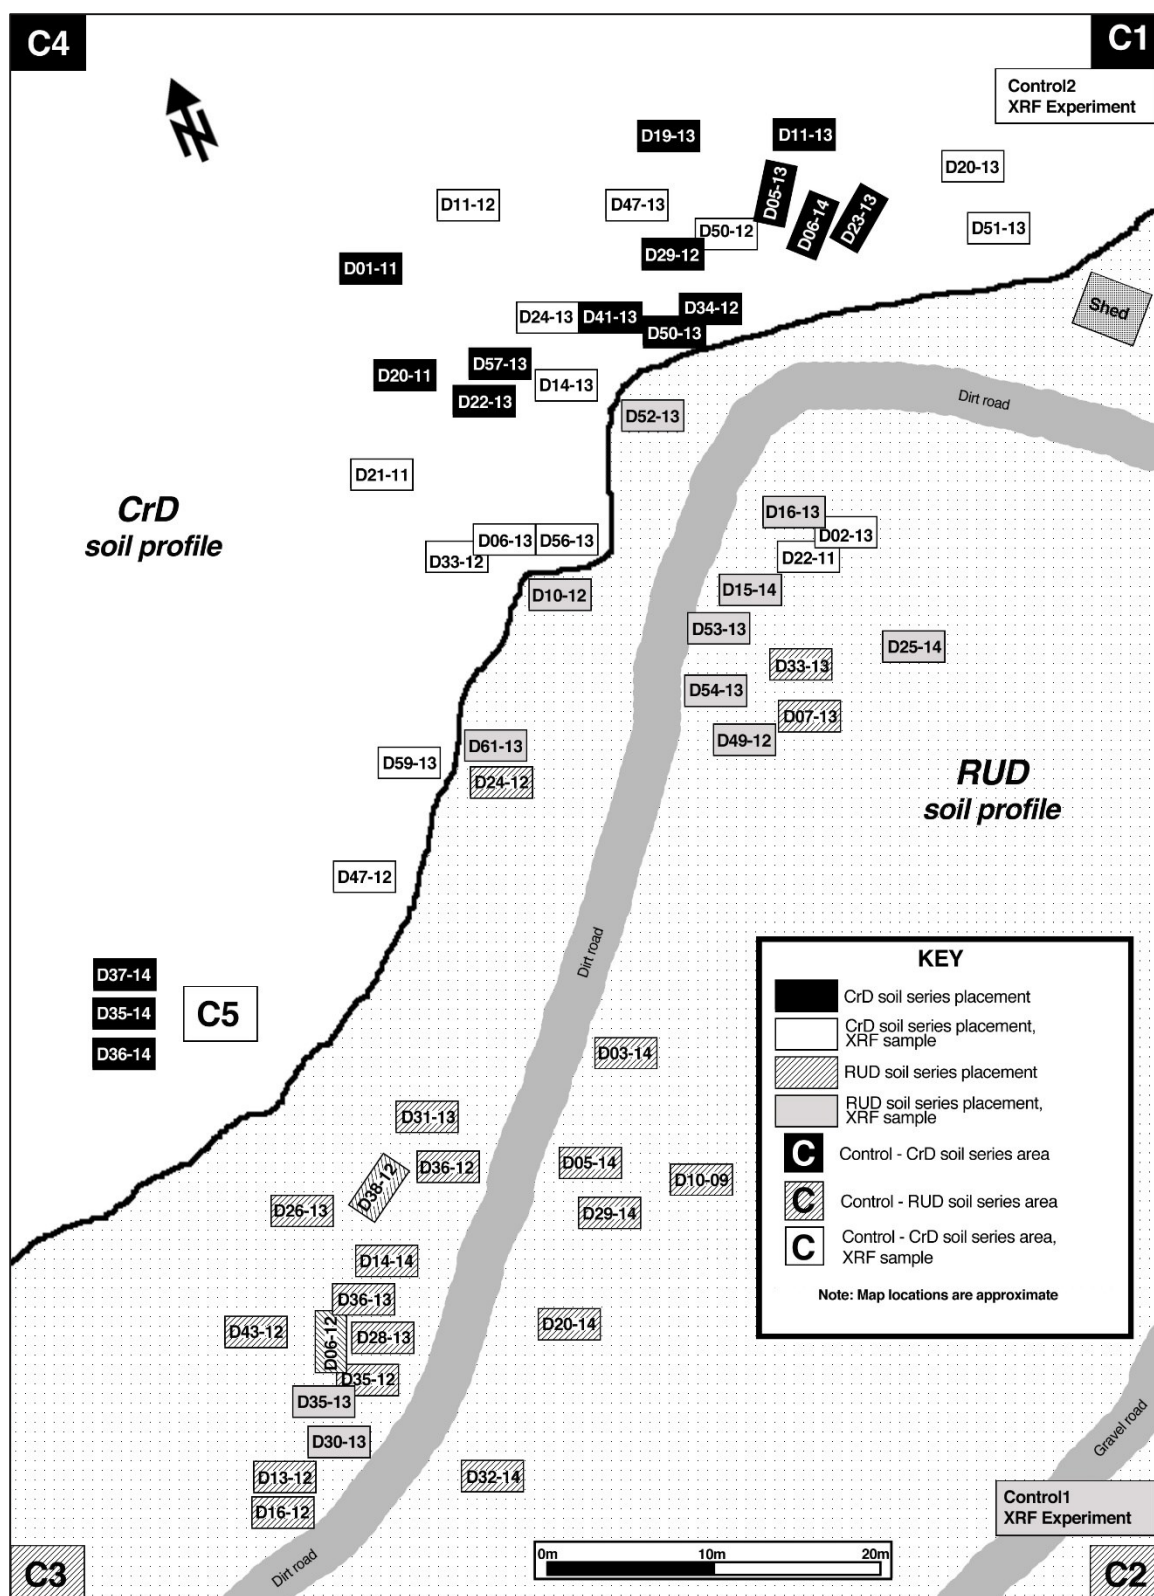 C4
C1
N
Control2
XRF Experiment
D19-13
D11-13
D20-13
D05-13
D11-12
D47-13
D06-14
D23-13
D50-12
D51-13
D29-12
D01-11
Shed
D34-12
D24-13
D41-13
D50-13
D57-13
D20-11
D14-13
D22-13
Dirt road
D52-13
D21-11
CrD
soil profile
D16-13
D02-13
D06-13
D56-13
D33-12
D22-11
D10-12
D15-14
D53-13
D25-14
D33-13
D54-13
D07-13
D49-12
D61-13
D59-13
D24-12
RUD
soil profile
D47-12
Dirt road
D37-14
D35-14
D36-14
C5
KEY
CrD soil series placement
CrD soil series placement,
XRF sample
RUD soil series placement
RUD soil series placement,
XRF sample
C
Control - CrD soil series area
C
Control - RUD soil series area
C
Control - CrD soil series area,
XRF sample
Note: Map locations are approximate
D03-14
D31-13
D36-12
D05-14
D38-12
D10-09
D26-13
D29-14
D14-14
D36-13
D43-12
D06-12
D28-13
D20-14
D35-12
D35-13
D30-13
Gravel road
D13-12
D32-14
D16-12
Control1
XRF Experiment
0m
10m
20m
Dirt road
C3
C2